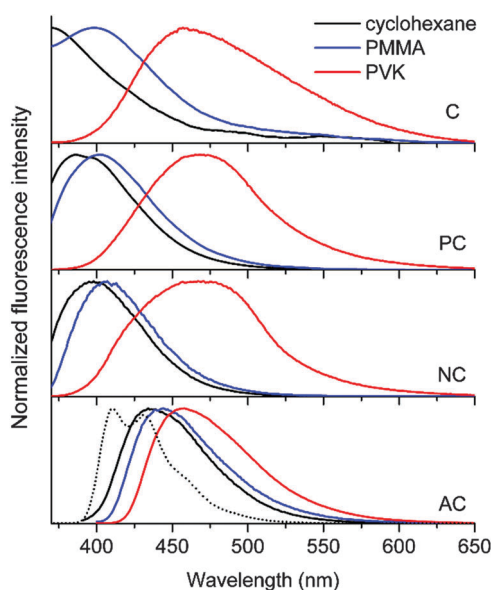 Normalized fluorescence intensity
cyclohexane
PMMA
PVK
C
PC
NC
AC
400 450 500 550 600 650
Wavelength (nm)